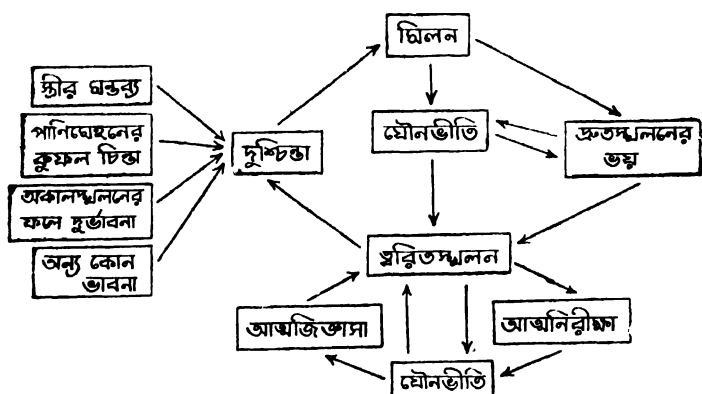 মিলন
স্ত্রীর মন্তব্য
পানিমেহনের
কুফল চিন্তা
অকালস্খলনের
ফলে দুর্ভাবনা
অন্য কোন
ভাবনা
দুশ্চিন্তা
যৌনভীতি
দ্রুতস্খলনের
ভয়
ত্বরিতস্খলন
আত্মজিজ্ঞাসা
আত্মনিরীক্ষা
যৌনভীতি